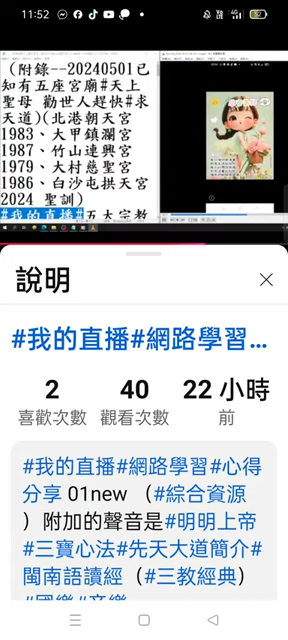 11:52
4G
52
(附錄--20240501已
知有五座宮廟#天上
聖母 勸世人趕快#求
天道)(北港朝天宮
1983、大甲鎮瀾宮
1987、竹山連興宮
1979、大村慈聖宮
1986、白沙屯拱天宮
2024 聖訓)
#我的直播#五大宗教
說明
#我的直播#網路學習...
2
40
22 小時
喜歡次數
觀看次數
前
#我的直播#網路學習#心得
分享 01new （#綜合資源
）附加的聲音是#明明上帝
#三寶心法#先天大道簡介#
閩南語讀經（#三教經典）
#國樂#音樂